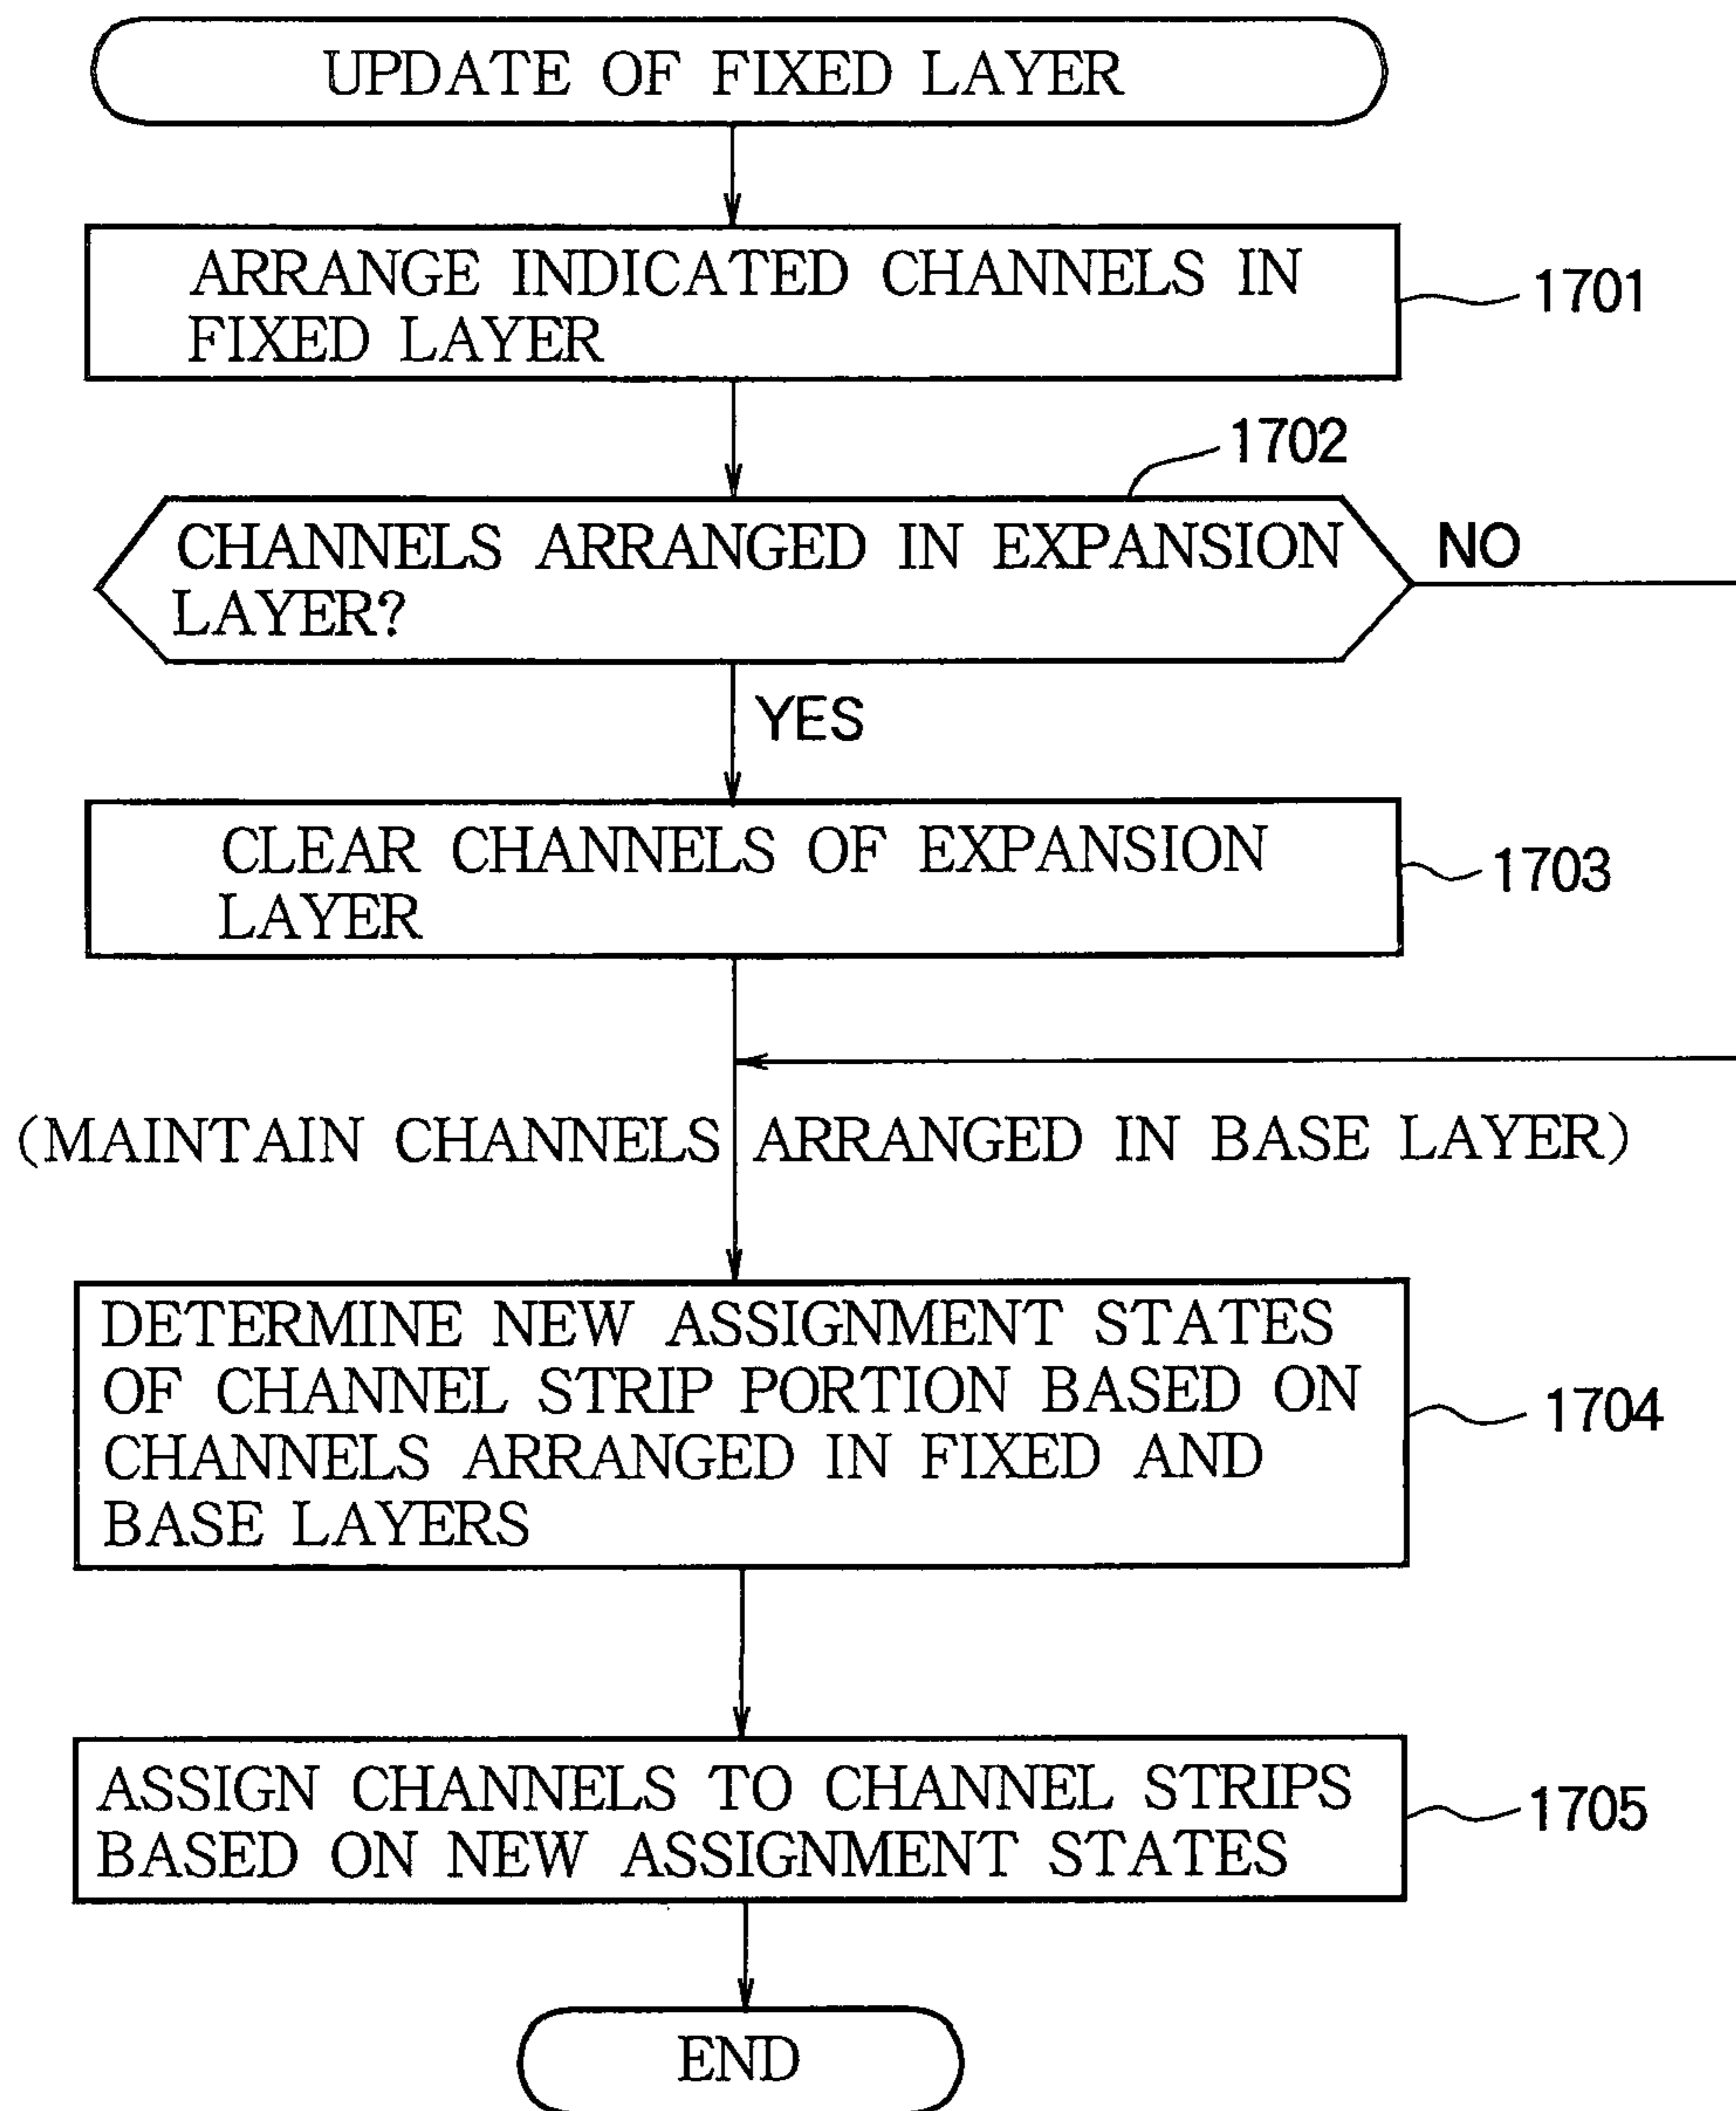 UPDATE OF FIXED LAYER
ARRANGE INDICATED CHANNELS IN
FIXED LAYER
1701
1702
CHANNELS ARRANGED IN EXPANSION
LAYER?
NO
YES
CLEAR CHANNELS OF EXPANSION
LAYER
1703
(MAINTAIN CHANNELS ARRANGED IN BASE LAYER)
DETERMINE NEW ASSIGNMENT STATES
OF CHANNEL STRIP PORTION BASED ON
CHANNELS ARRANGED IN FIXED AND
BASE LAYERS
1704
ASSIGN CHANNELS TO CHANNEL STRIPS
BASED ON NEW ASSIGNMENT STATES
1705
END